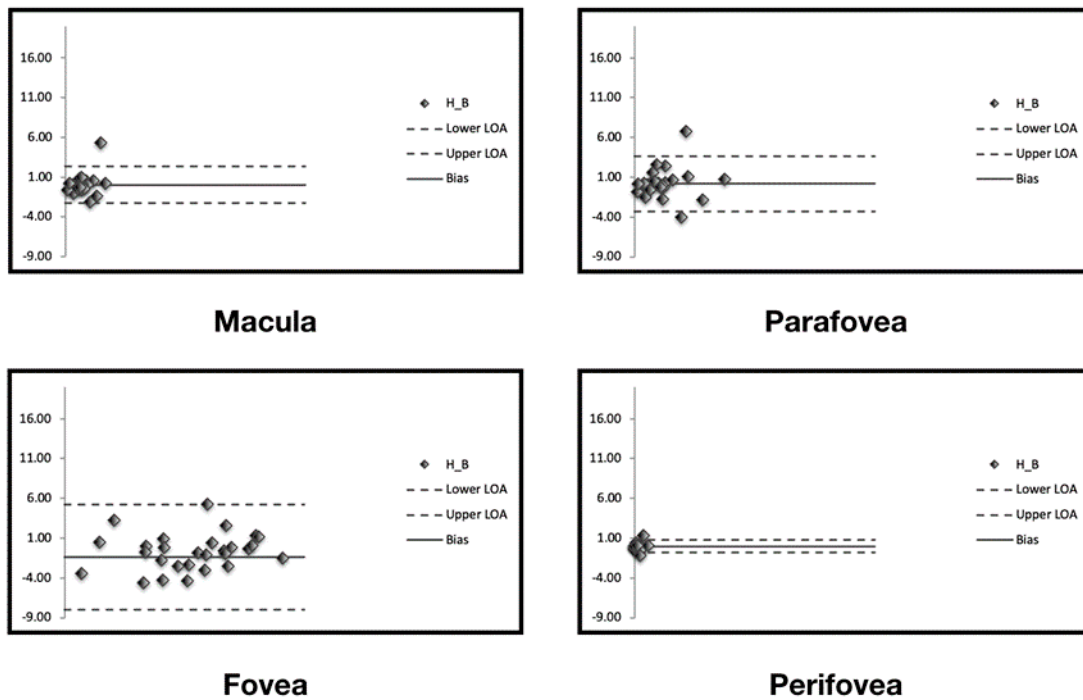 16.00
11.00
6.00
1.00
-4.00
-9.00
H_B
Lower LOA
Upper LOA
Bias
Macula
16.00
11.00
6.00
1.00
-4.00
-9.00
H_B
Lower LOA
Upper LOA
Bias
Parafovea
16.00
11.00
6.00
1.00
-4.00
-9.00
H_B
Lower LOA
Upper LOA
Bias
Fovea
16.00
11.00
6.00
1.00
-4.00
-9.00
H_B
Lower LOA
Upper LOA
Bias
Perifovea